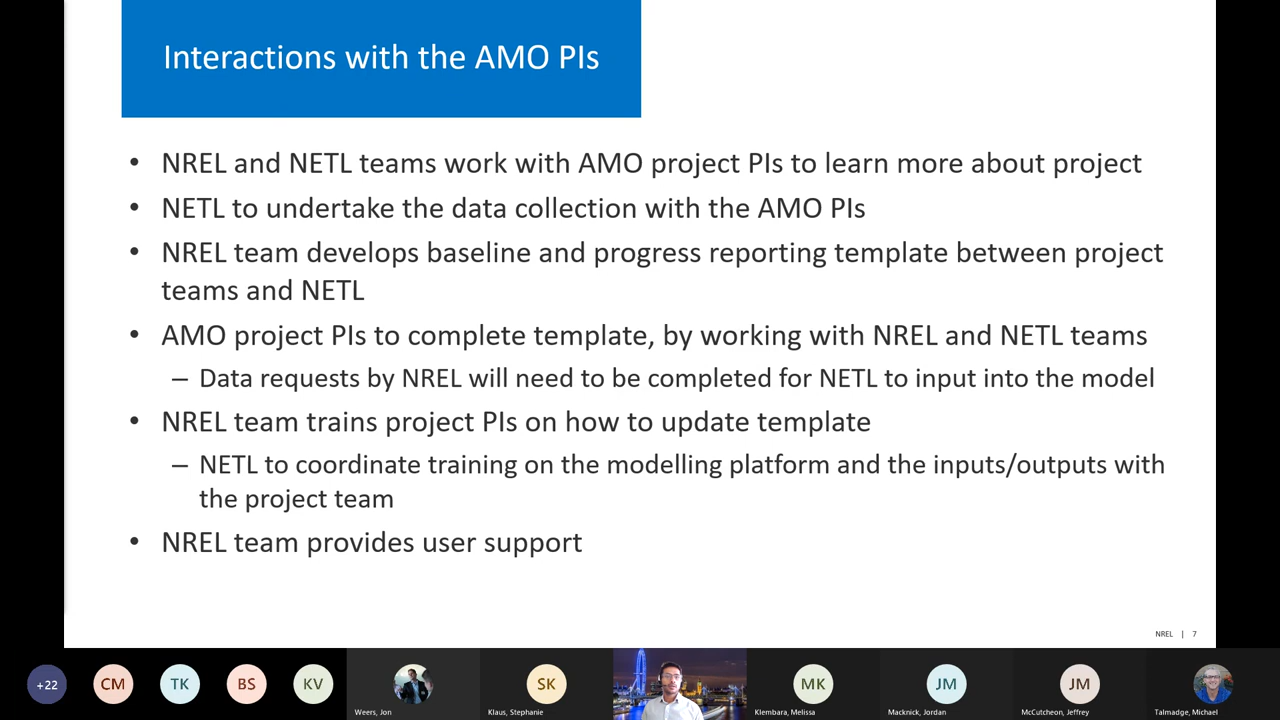 Interactions with the AMO PIs
• NREL and NETL teams work with AMO project PIs to learn more about project
• NETL to undertake the data collection with the AMO PIs
• NREL team develops baseline and progress reporting template between project
teams and NETL
• AMO project PIs to complete template, by working with NREL and NETL teams
– Data requests by NREL will need to be completed for NETL to input into the model
• NREL team trains project PIs on how to update template
– NETL to coordinate training on the modelling platform and the inputs/outputs with
the project team
• NREL team provides user support
NREL | 7
+22 CM TK BS KV SK MK JM JM
Weers, Jon Klaus, Stephanie Klembara, Melissa Macknick, Jordan McCutcheon, Jeffrey Talmadge, Michael